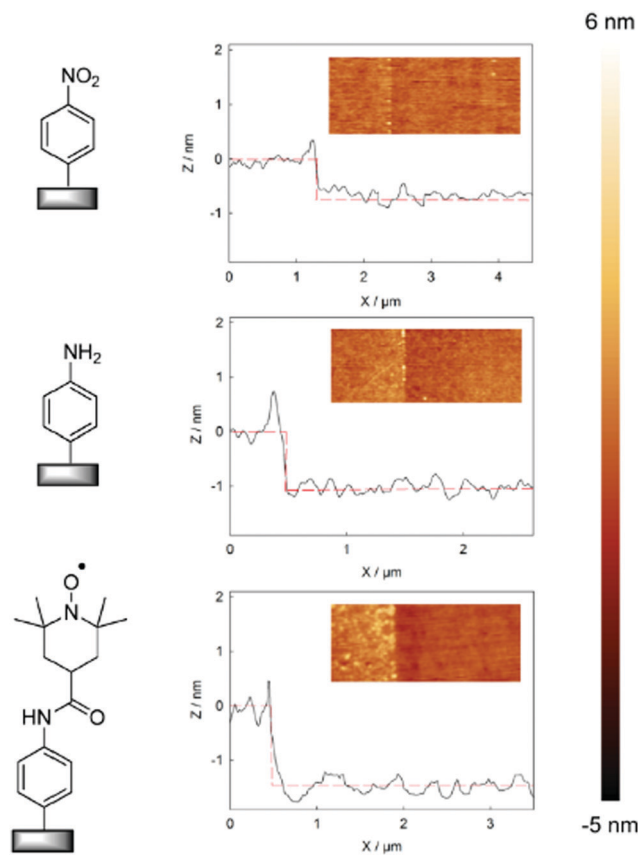 6 nm
NO2
2
1
0
-1
Z / nm
0 1 2 3 4
X / µm
NH2
2
1
0
-1
Z / nm
0 1 2
X / µm
O•
N
HN
O
2
1
0
-1
Z / nm
0 1 2 3
X / µm
-5 nm